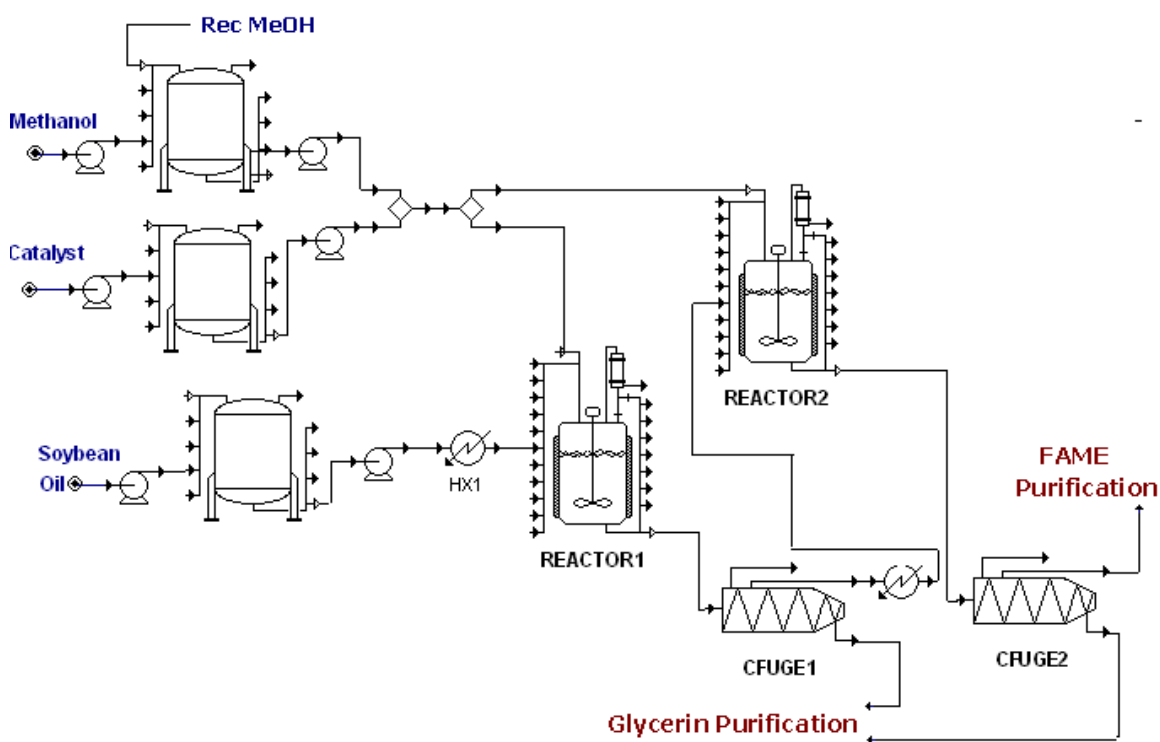 Rec MeOH
Methanol
Catalyst
REACTOR2
Soybean
Oil
HX1
REACTOR1
FAME
Purification
CFUGE1
CFUGE2
Glycerin Purification